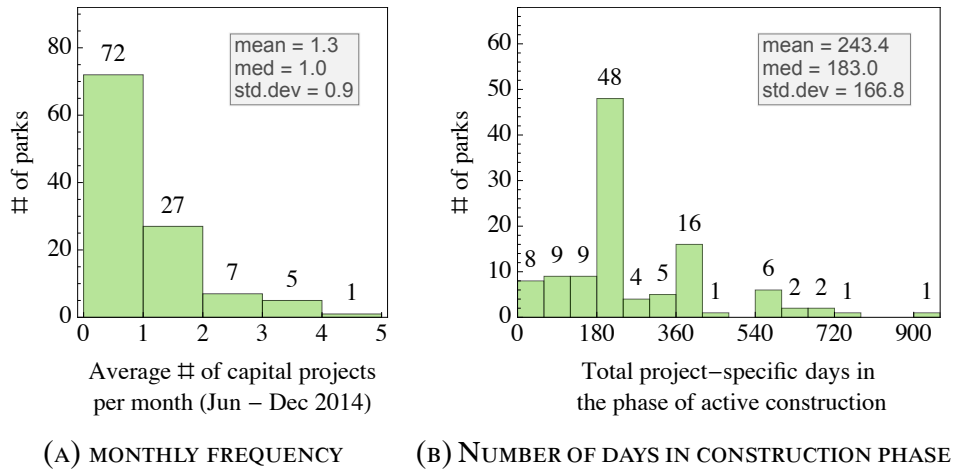 # of parks
80
60
40
20
0
72
27
7
5
1
mean = 1.3
med = 1.0
std.dev = 0.9
0 1 2 3 4 5
Average # of capital projects
per month (Jun – Dec 2014)
(A) MONTHLY FREQUENCY
# of parks
60
50
40
30
20
10
0
8 9 9 48 4 5 16 1 6 2 2 1 1
mean = 243.4
med = 183.0
std.dev = 166.8
0 180 360 540 720 900
Total project–specific days in
the phase of active construction
(B) NUMBER OF DAYS IN CONSTRUCTION PHASE